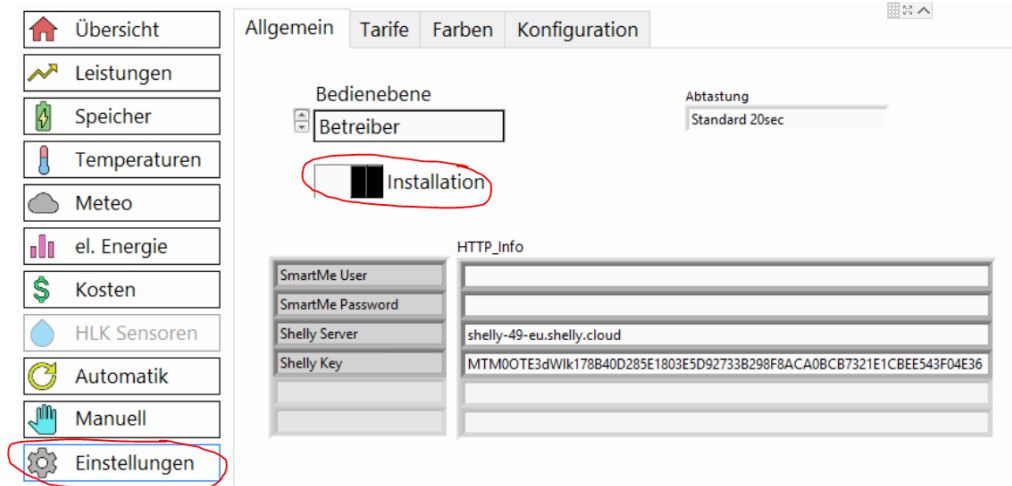 Übersicht
Leistungen
Speicher
Temperaturen
Meteo
el. Energie
Kosten
HLK Sensoren
Automatik
Manuell
Einstellungen
Allgemein Tarife Farben Konfiguration
Bedienebene
Betreiber
Abtastung
Standard 20sec
Installation
HTTP_Info
SmartMe User
SmartMe Password
Shelly Server shelly-49-eu.shelly.cloud
Shelly Key MTM0OTE3dWlk178B40D285E1803E5D92733B298F8ACA0BCB7321E1CBEE543F04E36